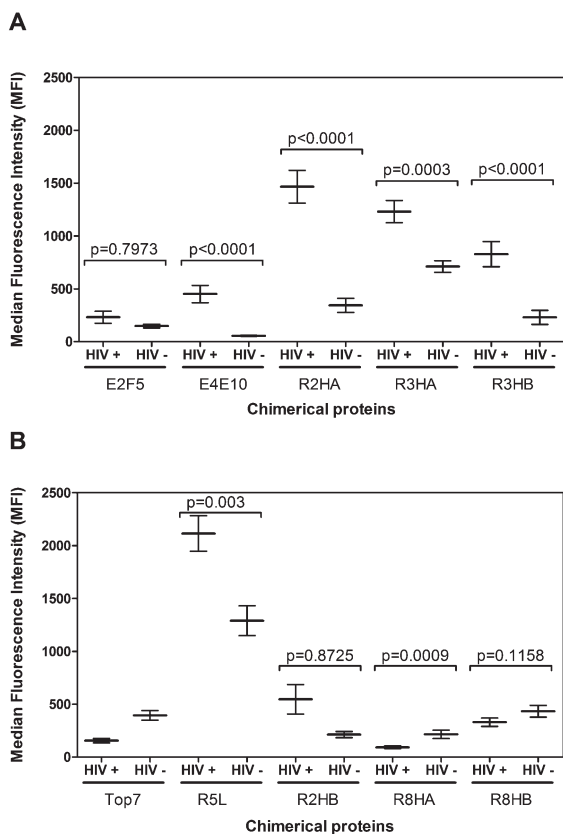 A
Median Fluorescence Intensity (MFI)
2500
2000
1500
1000
500
0
p=0.7973
p<0.0001
p<0.0001
p=0.0003
p<0.0001
HIV + HIV - HIV + HIV - HIV + HIV - HIV + HIV - HIV + HIV -
E2F5 E4E10 R2HA R3HA R3HB
Chimerical proteins
B
Median Fluorescence Intensity (MFI)
2500
2000
1500
1000
500
0
p=0.003
p=0.8725
p=0.0009
p=0.1158
HIV + HIV - HIV + HIV - HIV + HIV - HIV + HIV - HIV + HIV -
Top7 R5L R2HB R8HA R8HB
Chimerical proteins